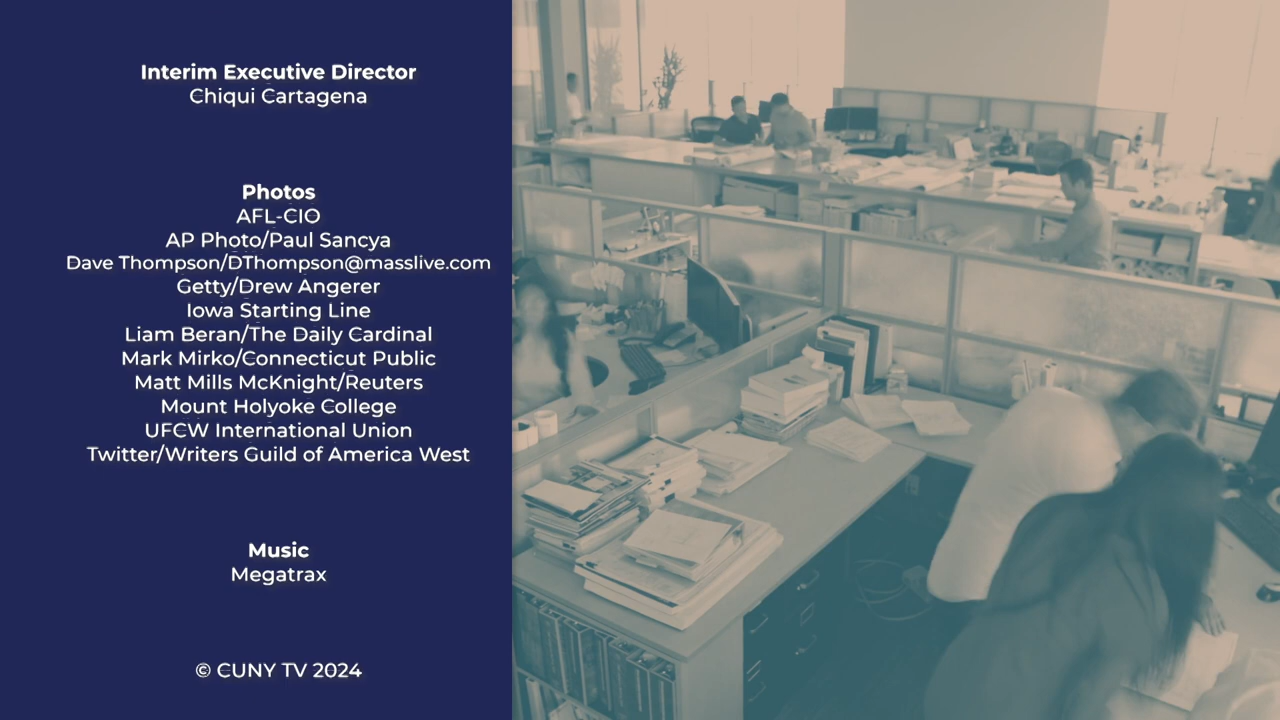 Interim Executive Director
Chiqui Cartagena
Photos
AFL-CIO
AP Photo/Paul Sancya
Dave Thompson/DThompson@masslive.com
Getty/Drew Angerer
Iowa Starting Line
Liam Beran/The Daily Cardinal
Mark Mirko/Connecticut Public
Matt Mills McKnight/Reuters
Mount Holyoke College
UFCW International Union
Twitter/Writers Guild of America West
Music
Megatrax
© CUNY TV 2024